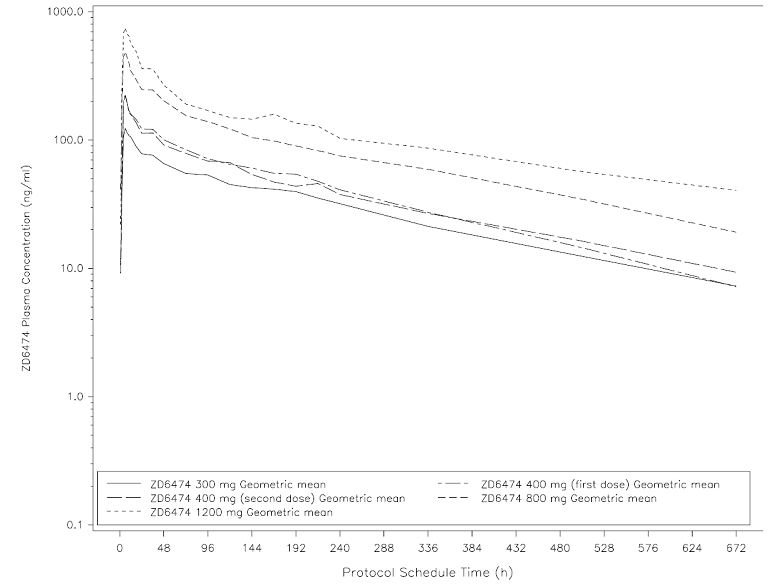 1000.0
100.0
10.0
1.0
0.1
ZD6474 Plasma Concentration (ng/ml)
ZD6474 300 mg Geometric mean
ZD6474 400 mg (first dose) Geometric mean
ZD6474 400 mg (second dose) Geometric mean
ZD6474 800 mg Geometric mean
ZD6474 1200 mg Geometric mean
0 48 96 144 192 240 288 336 384 432 480 528 576 624 672
Protocol Schedule Time (h)